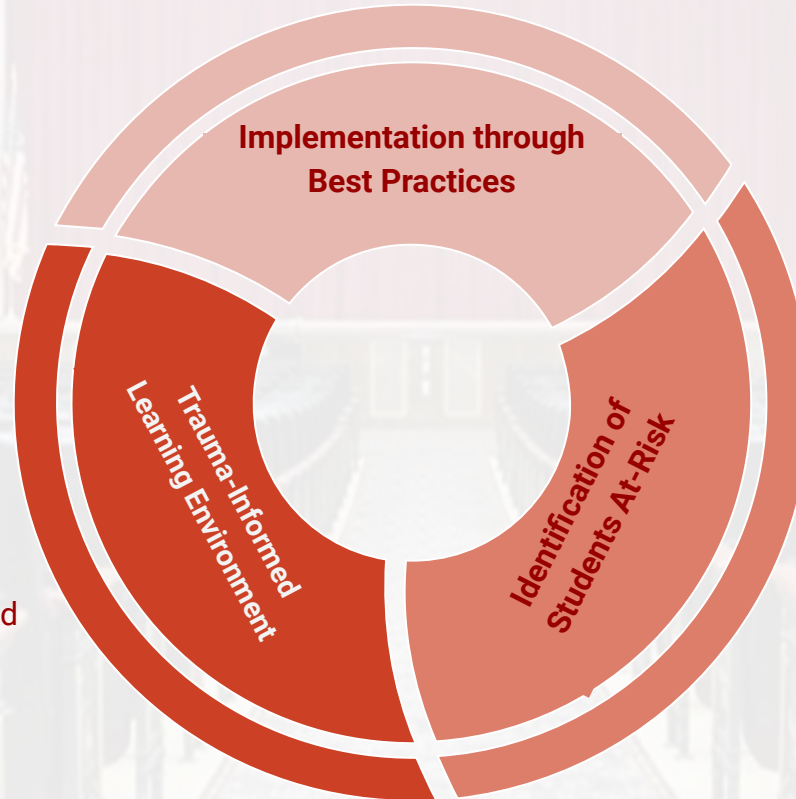 Implementation through
Best Practices
Identification of
Students At-Risk
Trauma-Informed
Learning Environment
d